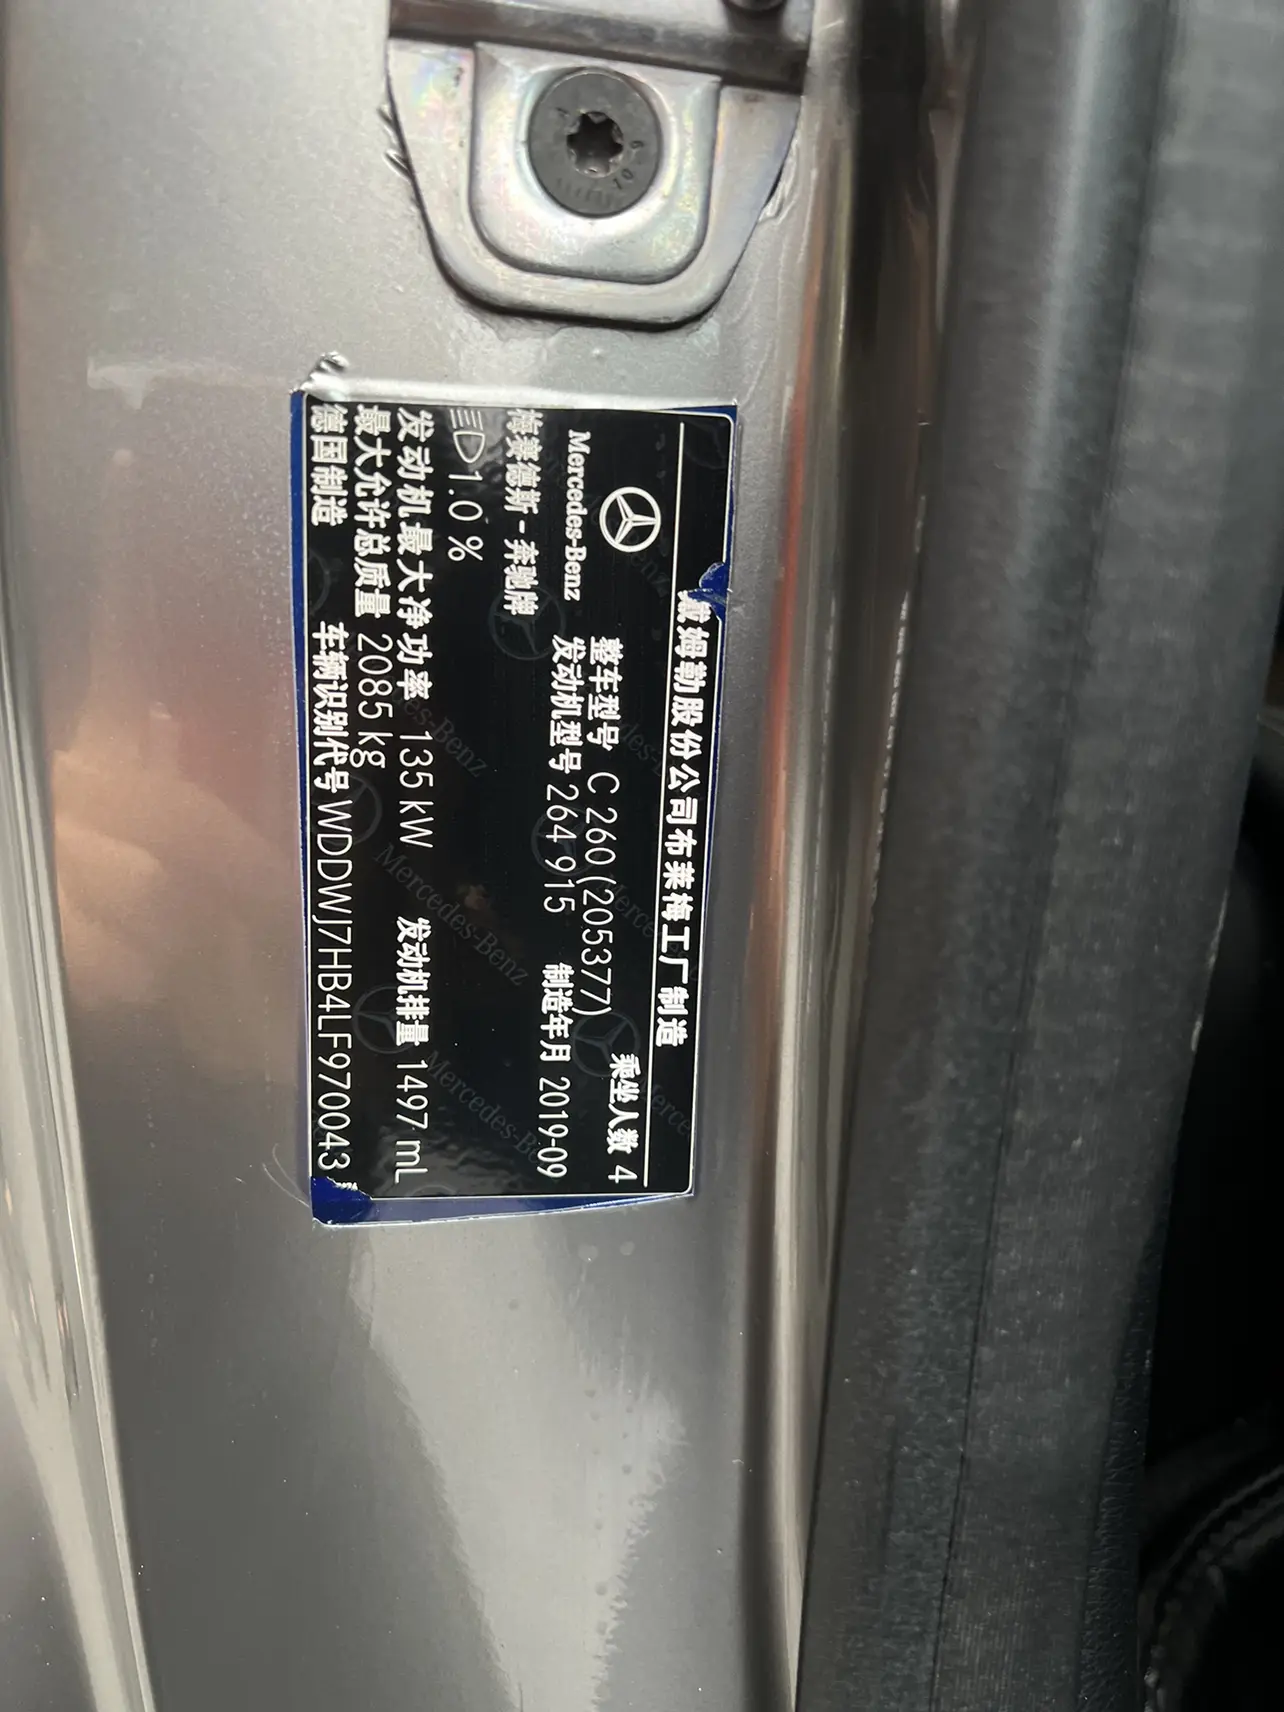 戴姆勒股份公司布莱梅工厂制造
乘坐人数 4
Mercedes-Benz
整车型号 C 260 (205377)
梅赛德斯-奔驰牌
发动机型号 264 915 制造年月 2019-09
1.0 %
发动机最大净功率 135 kW 发动机排量 1497 mL
最大允许总质量 2085 kg
德国制造 车辆识别代号 WDDWJ7HB4LF970043